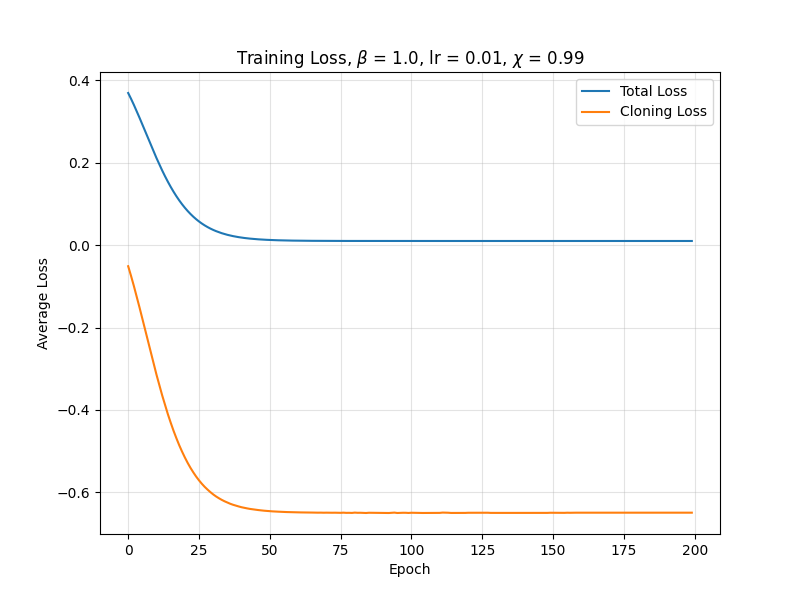 Training Loss, β = 1.0, lr = 0.01, χ = 0.99
Total Loss
Cloning Loss
0.4
0.2
0.0
−0.2
−0.4
−0.6
Average Loss
0 25 50 75 100 125 150 175 200
Epoch